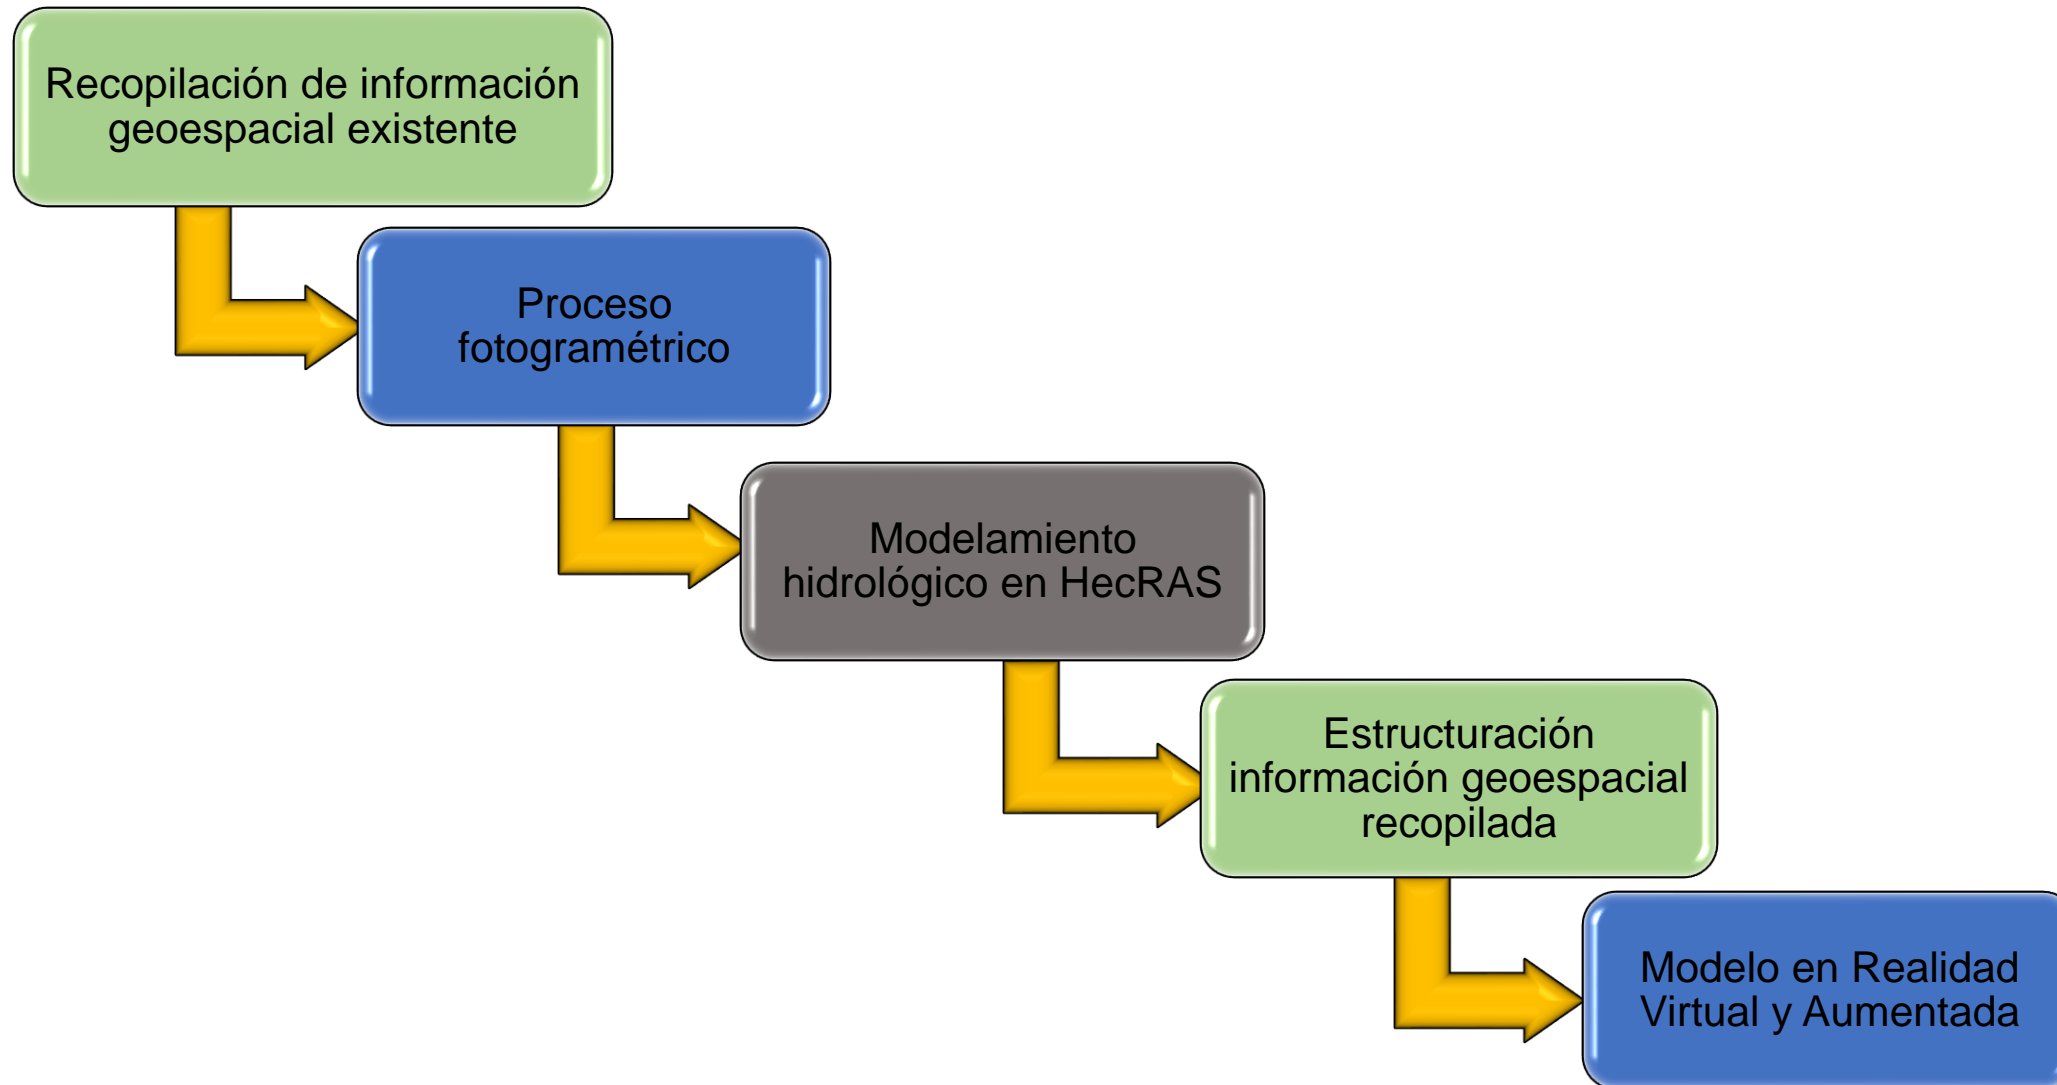 Recopilación de información
geoespacial existente
Proceso
fotogramétrico
Modelamiento
hidrológico en HecRAS
Estructuración
información geoespacial
recopilada
Modelo en Realidad
Virtual y Aumentada